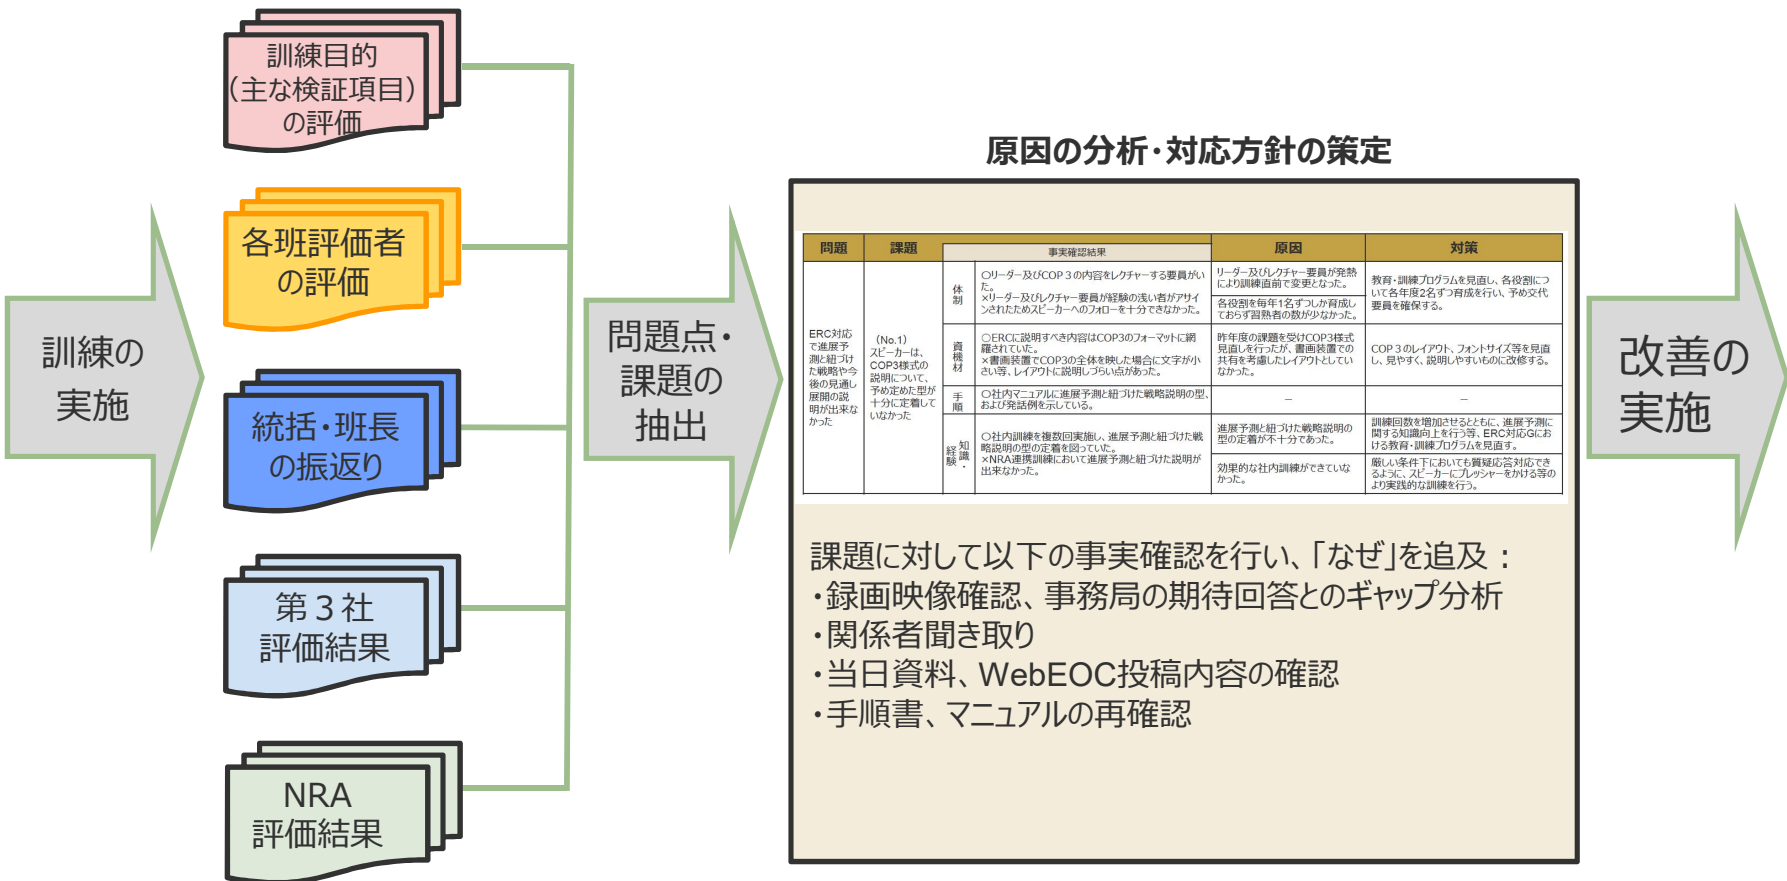 訓練の
実施
訓練目的
（主な検証項目）
の評価
各班評価者
の評価
統括・班長
の振返り
第３社
評価結果
NRA
評価結果
問題点・
課題の
抽出
原因の分析・対応方針の策定
問題
課題
事実確認結果
原因
対策
ERC対応
で進展予
測と紐づけ
た戦略や今
後の見通し
展開の説
明が出来な
かった
（No.1）
スピーカーは、
COP3様式の
説明について、
予め定めた型が
十分に定着して
いなかった
体制
〇リーダー及びCOP３の内容をレクチャーする要員がい
た。
×リーダー及びレクチャー要員が経験の浅い者がアサイ
ンされたためスピーカーへのフォローを十分できなかった。
リーダー及びレクチャー要員が発熱
により訓練直前で変更となった。
各役割を毎年1名ずつしか育成し
ておらず習熟者の数が少なかった。
教育・訓練プログラムを見直し、各役割につ
いて各年度2名ずつ育成を行い、予め交代
要員を確保する。
資機材
〇ERCに説明すべき内容はCOP3のフォーマットに網
羅されていた。
×書画装置でCOP3の全体を映した場合に文字が小
さい等、レイアウトに説明しづらい点があった。
昨年度の課題を受けCOP3様式
見直しを行ったが、書画装置での
共有を考慮したレイアウトとしてい
なかった。
COP３のレイアウト、フォントサイズ等を見直
し、見やすく、説明しやすいものに改修する。
手順
〇社内マニュアルに進展予測と紐づけた戦略説明の型、
および発話例を示している。
－
－
知識・経験
〇社内訓練を複数回実施し、進展予測と紐づけた戦
略説明の型の定着を図っていた。
×NRA連携訓練において進展予測と紐づけた説明が
出来なかった。
進展予測と紐づけた戦略説明の
型の定着が不十分であった。
効果的な社内訓練ができていな
かった。
訓練回数を増加させるとともに、進展予測に
関する知識向上を行う等、ERC対応Gにお
ける教育・訓練プログラムを見直す。
厳しい条件下においても質疑応答対応でき
るように、スピーカーにプレッシャーをかける等の
より実践的な訓練を行う。
課題に対して以下の事実確認を行い、「なぜ」を追及：
・録画映像確認、事務局の期待回答とのギャップ分析
・関係者聞き取り
・当日資料、WebEOC投稿内容の確認
・手順書、マニュアルの再確認
改善の
実施